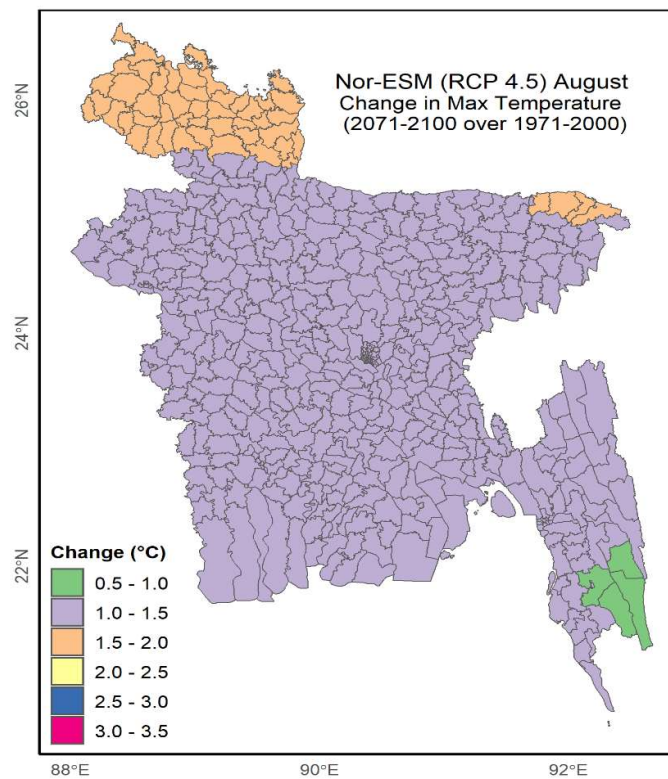 Nor-ESM (RCP 4.5) August
Change in Max Temperature
(2071-2100 over 1971-2000)
26°N
24°N
22°N
Change (°C)
0.5 - 1.0
1.0 - 1.5
1.5 - 2.0
2.0 - 2.5
2.5 - 3.0
3.0 - 3.5
88°E
90°E
92°E